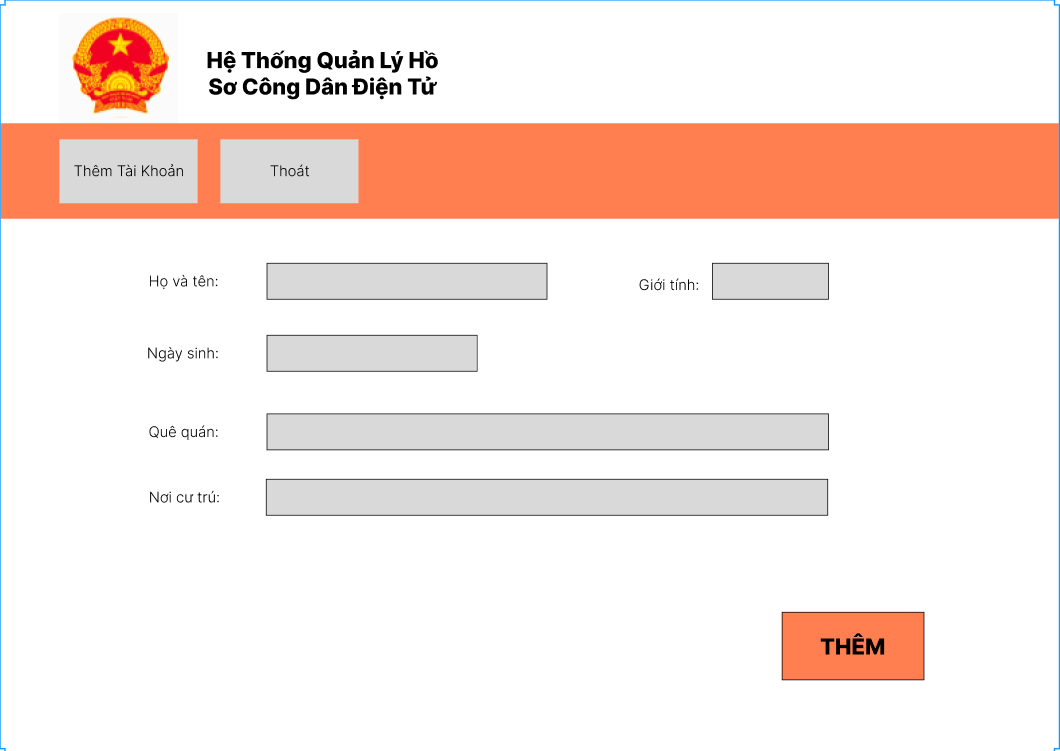 Hệ Thống Quản Lý Hồ
Sơ Công Dân Điện Tử
Thêm Tài Khoản
Thoát
Họ và tên:
Giới tính:
Ngày sinh:
Quê quán:
Nơi cư trú:
THÊM